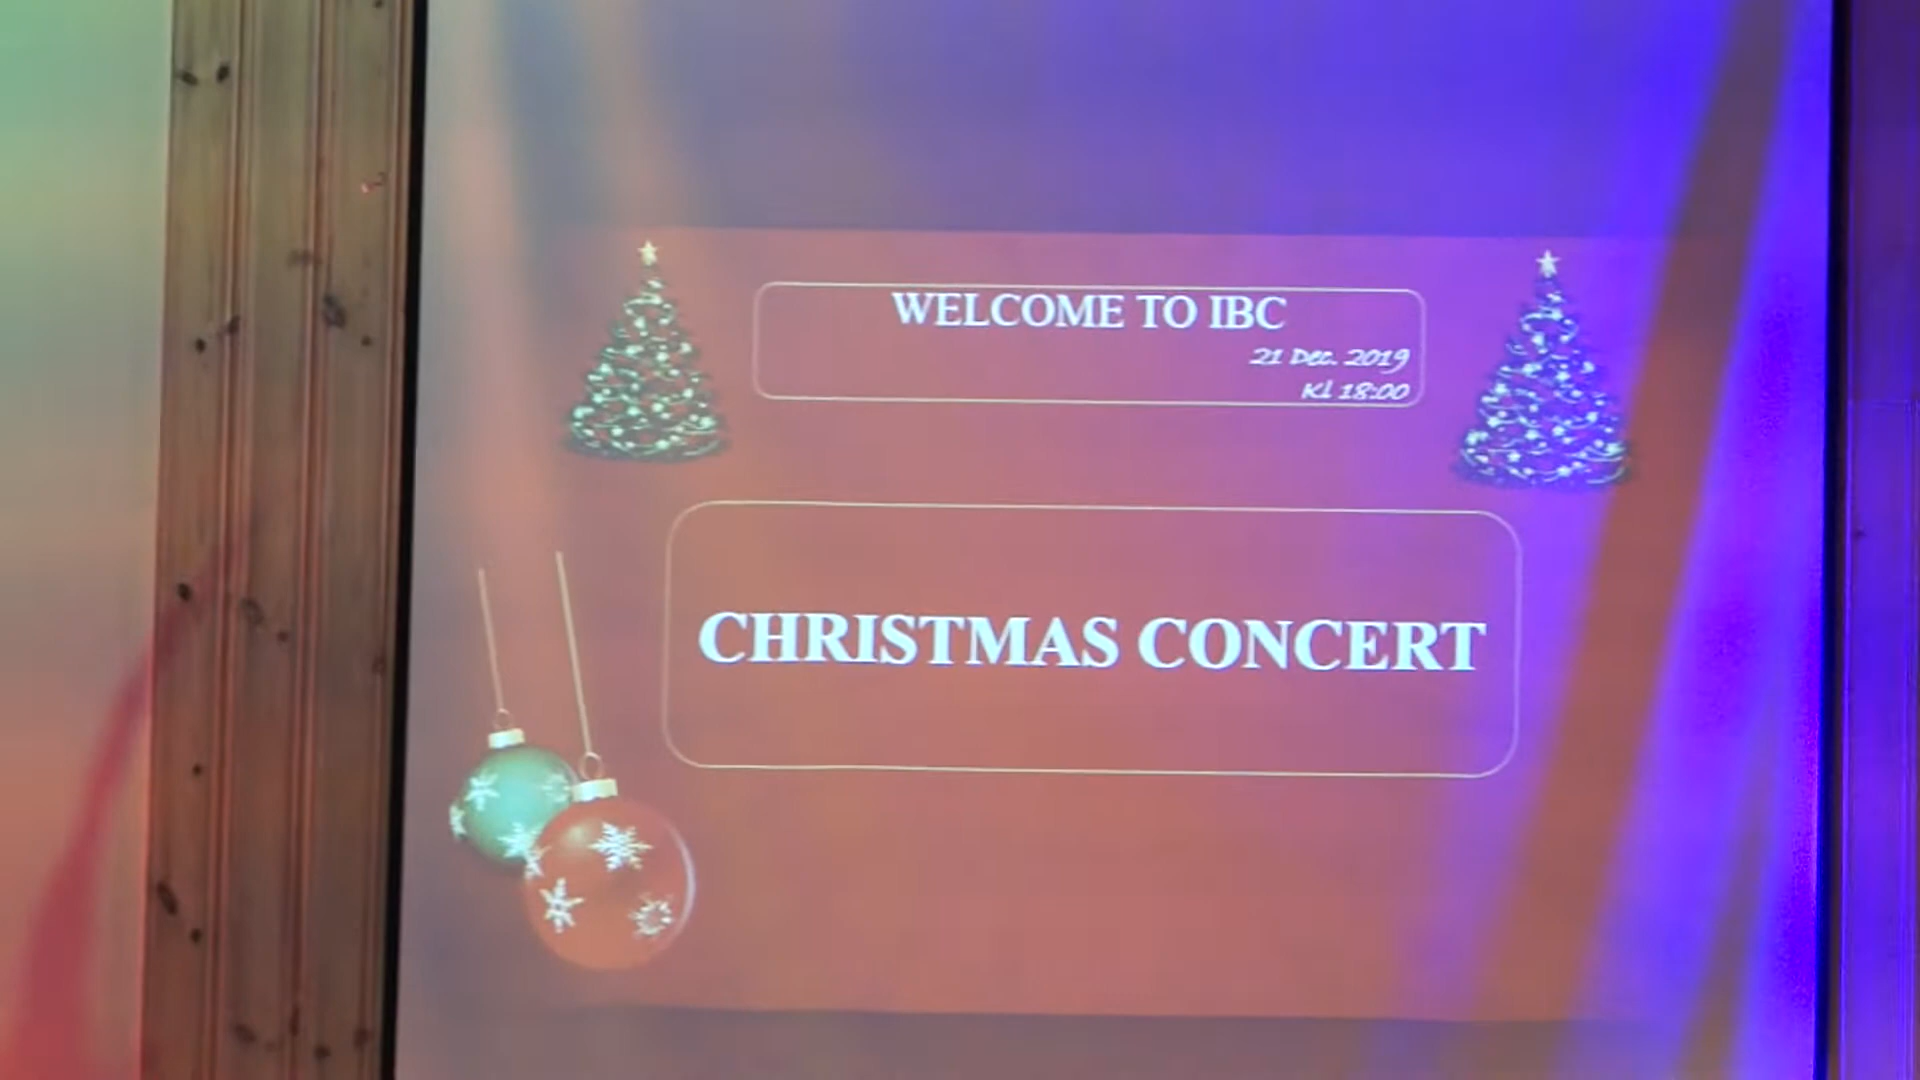 WELCOME TO IBC
21 Dec. 2019
Kl 18:00
CHRISTMAS CONCERT